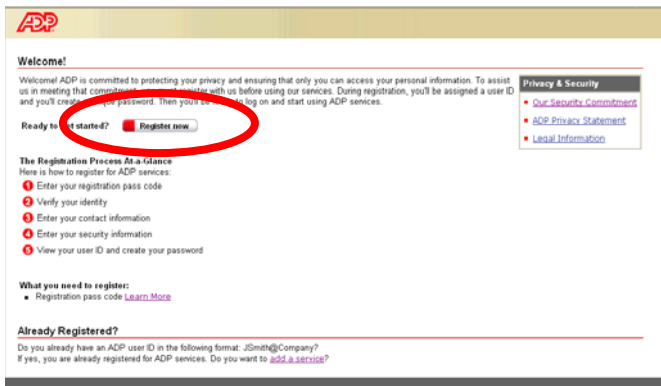 ADP
Welcome!
Welcome! ADP is committed to protecting your privacy and ensuring that only you can access your personal information. To assist
us in meeting that commitment, you must register with us before using our services. During registration, you'll be assigned a user ID
and you'll create a unique password. Then you'll be to log on and start using ADP services.
Ready to get started? Register now
Privacy & Security
Our Security Commitment
ADP Privacy Statement
Legal Information
The Registration Process At-a-Glance
Here is how to register for ADP services:
1 Enter your registration pass code
2 Verify your identity
3 Enter your contact information
4 Enter your security information
5 View your user ID and create your password
What you need to register:
Registration pass code Learn More
Already Registered?
Do you already have an ADP user ID in the following format: JSmith@Company?
If yes, you are already registered for ADP services. Do you want to add a service?